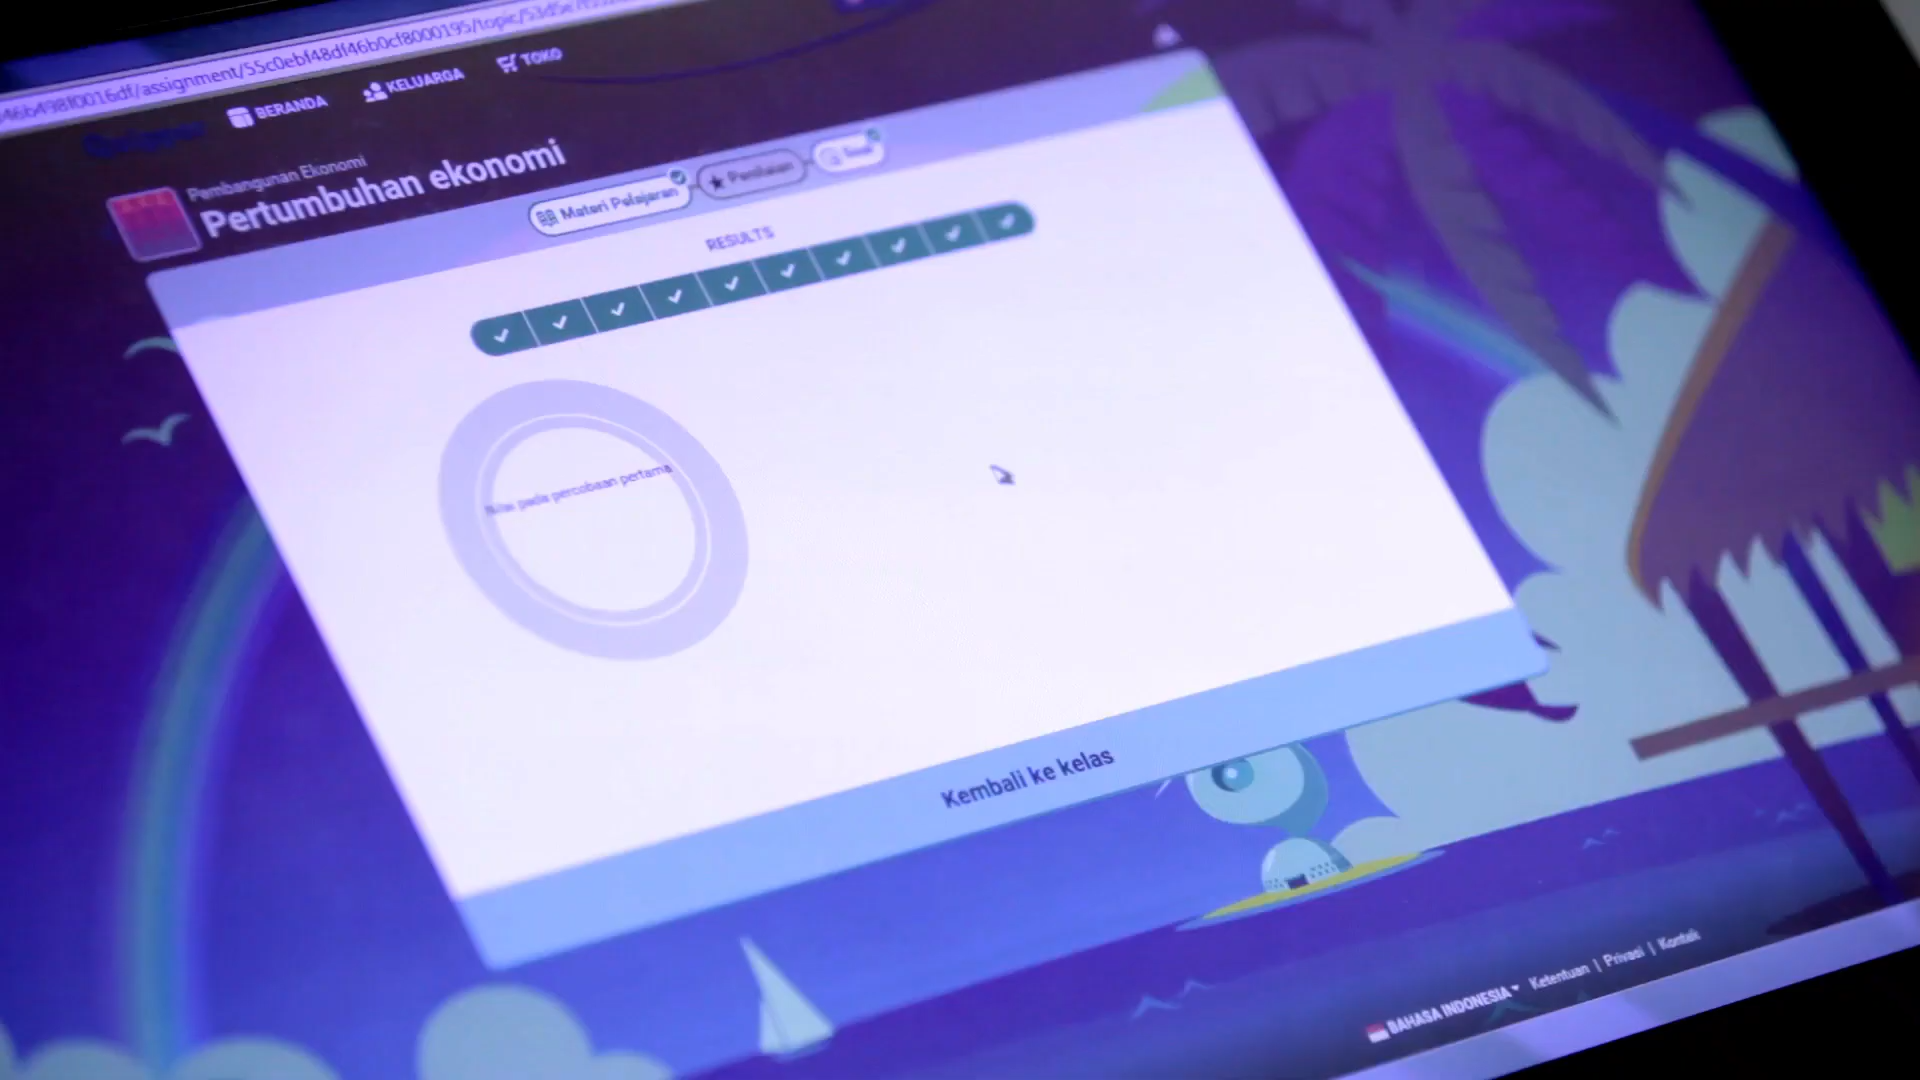 /assignment/55c0ebf48df46b0cf8000195/topic/
Quipper
BERANDA
KELUARGA
TOKO
Pembangunan Ekonomi
Pertumbuhan ekonomi
Materi Pelajaran
Penilaian
RESULTS
Nilai pada percobaan pertama
Kembali ke kelas
BAHASA INDONESIA
Ketentuan | Privasi | Kontak